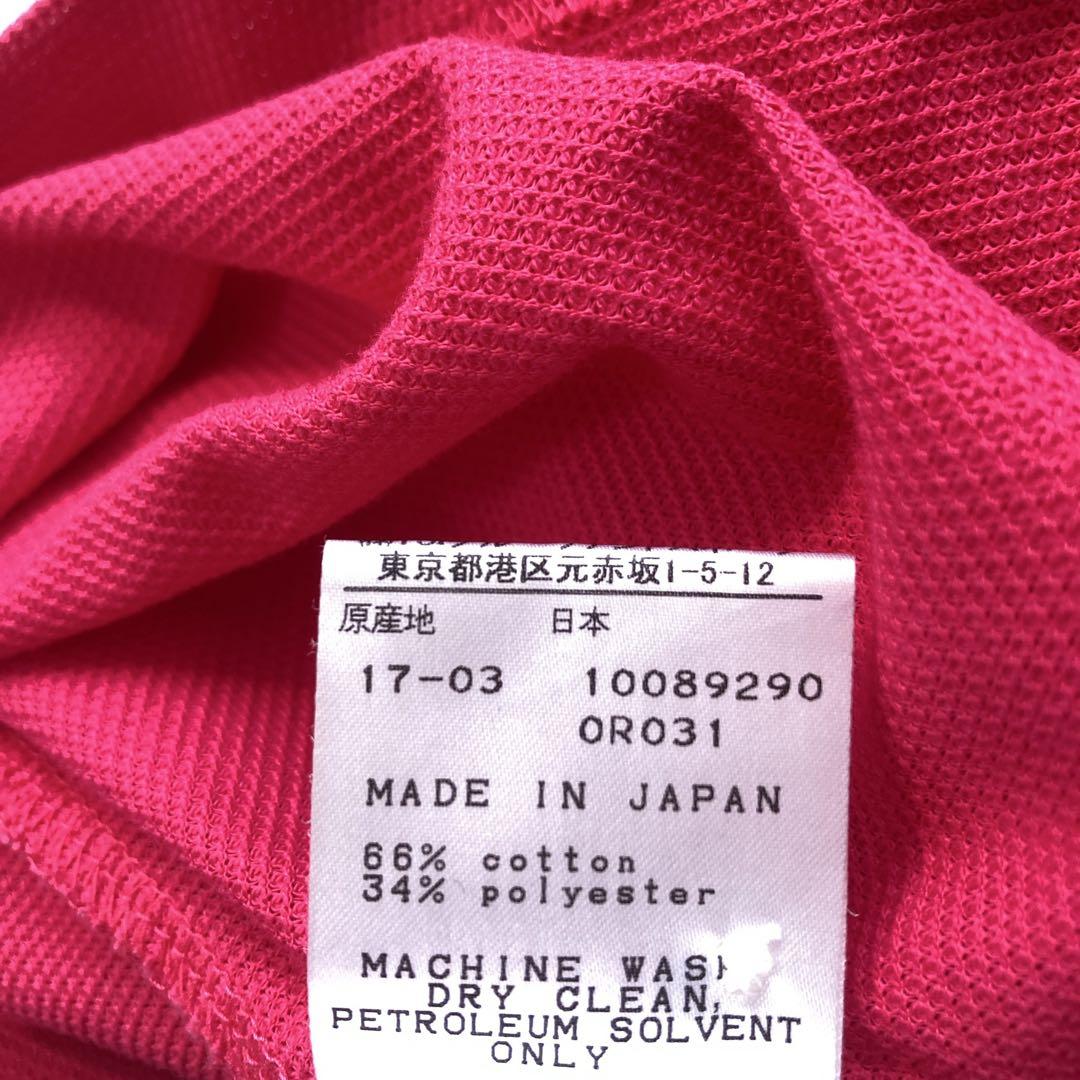 東京都港区元赤坂1-5-12
原産地 日本
17-03 10089290
0R031
MADE IN JAPAN
66% cotton
34% polyester
MACHINE
DRY CLEAN,
PETROLEUM SOLVENT
ONLY